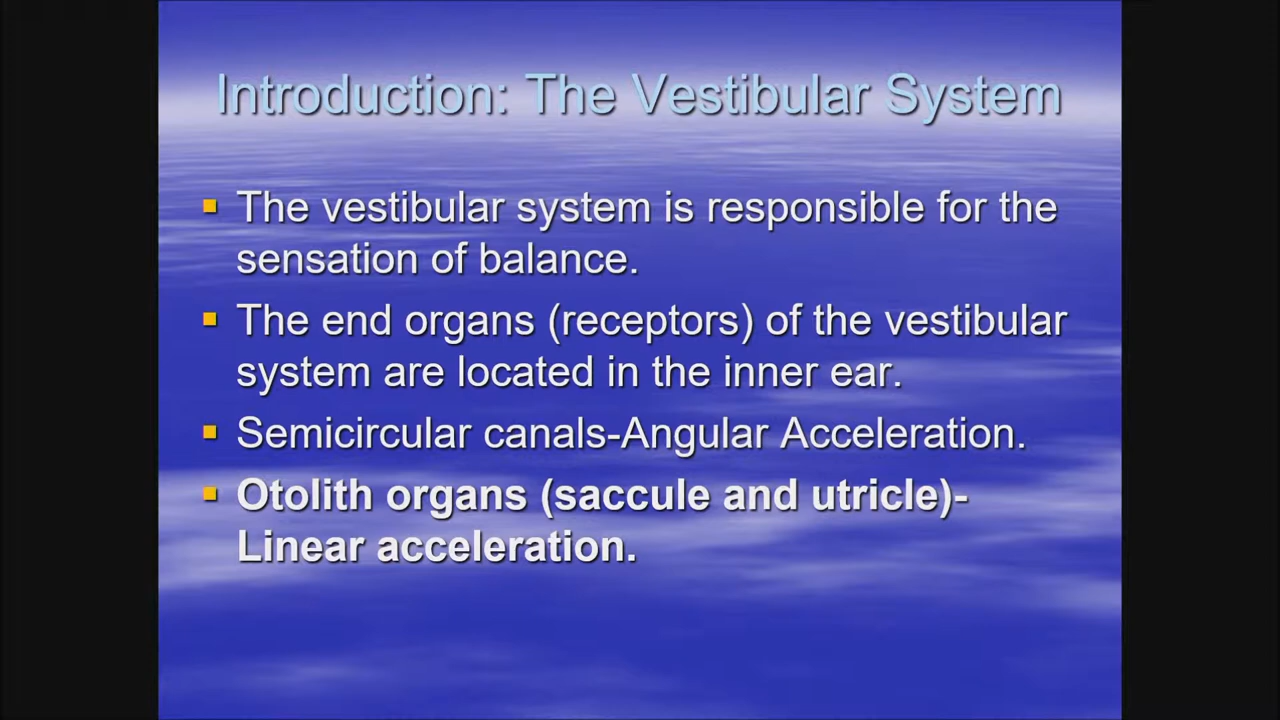 Introduction: The Vestibular System
▪ The vestibular system is responsible for the
sensation of balance.
▪ The end organs (receptors) of the vestibular
system are located in the inner ear.
▪ Semicircular canals-Angular Acceleration.
▪ Otolith organs (saccule and utricle)-
Linear acceleration.